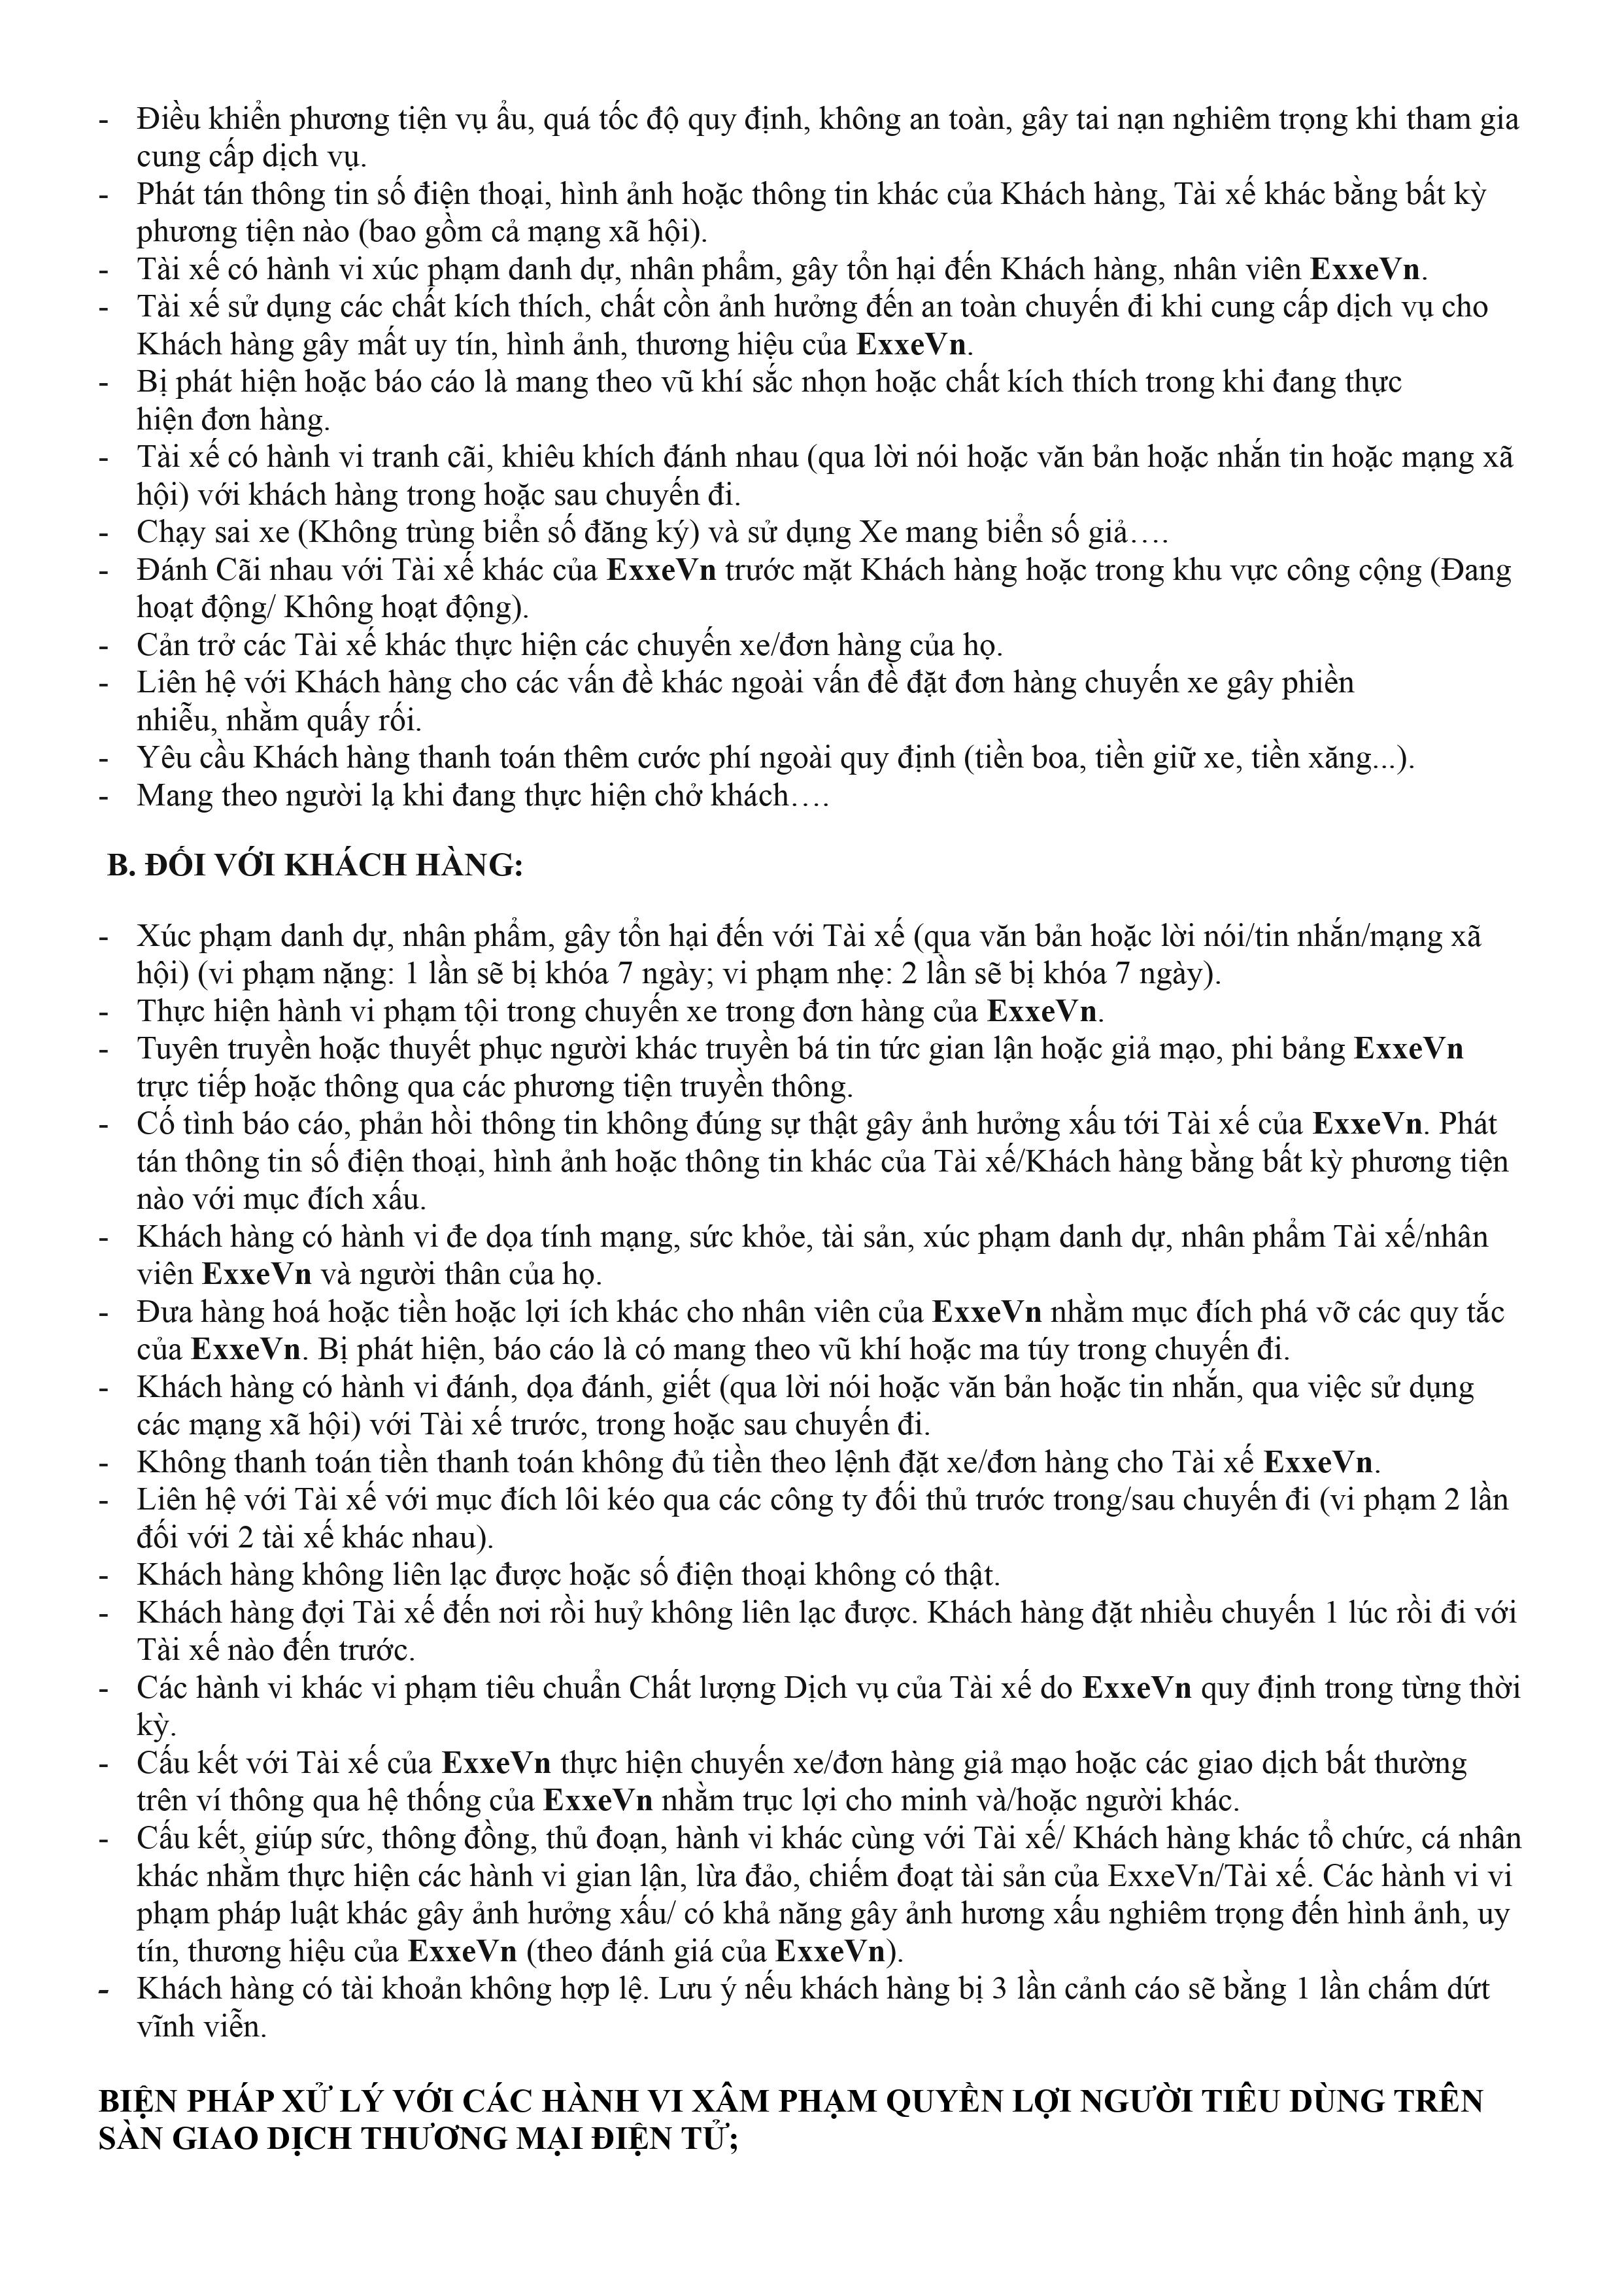 - Điều khiển phương tiện vụ ẩu, quá tốc độ quy định, không an toàn, gây tai nạn nghiêm trọng khi tham gia
cung cấp dịch vụ.
- Phát tán thông tin số điện thoại, hình ảnh hoặc thông tin khác của Khách hàng, Tài xế khác bằng bất kỳ
phương tiện nào (bao gồm cả mạng xã hội).
- Tài xế có hành vi xúc phạm danh dự, nhân phẩm, gây tổn hại đến Khách hàng, nhân viên ExxeVn.
- Tài xế sử dụng các chất kích thích, chất cồn ảnh hưởng đến an toàn chuyến đi khi cung cấp dịch vụ cho
Khách hàng gây mất uy tín, hình ảnh, thương hiệu của ExxeVn.
- Bị phát hiện hoặc báo cáo là mang theo vũ khí sắc nhọn hoặc chất kích thích trong khi đang thực
hiện đơn hàng.
- Tài xế có hành vi tranh cãi, khiêu khích đánh nhau (qua lời nói hoặc văn bản hoặc nhắn tin hoặc mạng xã
hội) với khách hàng trong hoặc sau chuyến đi.
- Chạy sai xe (Không trùng biển số đăng ký) và sử dụng Xe mang biển số giả….
- Đánh Cãi nhau với Tài xế khác của ExxeVn trước mặt Khách hàng hoặc trong khu vực công cộng (Đang
hoạt động/ Không hoạt động).
- Cản trở các Tài xế khác thực hiện các chuyến xe/đơn hàng của họ.
- Liên hệ với Khách hàng cho các vấn đề khác ngoài vấn đề đặt đơn hàng chuyến xe gây phiền
nhiễu, nhằm quấy rối.
- Yêu cầu Khách hàng thanh toán thêm cước phí ngoài quy định (tiền boa, tiền giữ xe, tiền xăng...).
- Mang theo người lạ khi đang thực hiện chở khách….
B. ĐỐI VỚI KHÁCH HÀNG:
- Xúc phạm danh dự, nhân phẩm, gây tổn hại đến với Tài xế (qua văn bản hoặc lời nói/tin nhắn/mạng xã
hội) (vi phạm nặng: 1 lần sẽ bị khóa 7 ngày; vi phạm nhẹ: 2 lần sẽ bị khóa 7 ngày).
- Thực hiện hành vi phạm tội trong chuyến xe trong đơn hàng của ExxeVn.
- Tuyên truyền hoặc thuyết phục người khác truyền bá tin tức gian lận hoặc giả mạo, phi bảng ExxeVn
trực tiếp hoặc thông qua các phương tiện truyền thông.
- Cố tình báo cáo, phản hồi thông tin không đúng sự thật gây ảnh hưởng xấu tới Tài xế của ExxeVn. Phát
tán thông tin số điện thoại, hình ảnh hoặc thông tin khác của Tài xế/Khách hàng bằng bất kỳ phương tiện
nào với mục đích xấu.
- Khách hàng có hành vi đe dọa tính mạng, sức khỏe, tài sản, xúc phạm danh dự, nhân phẩm Tài xế/nhân
viên ExxeVn và người thân của họ.
- Đưa hàng hoá hoặc tiền hoặc lợi ích khác cho nhân viên của ExxeVn nhằm mục đích phá vỡ các quy tắc
của ExxeVn. Bị phát hiện, báo cáo là có mang theo vũ khí hoặc ma túy trong chuyến đi.
- Khách hàng có hành vi đánh, dọa đánh, giết (qua lời nói hoặc văn bản hoặc tin nhắn, qua việc sử dụng
các mạng xã hội) với Tài xế trước, trong hoặc sau chuyến đi.
- Không thanh toán tiền thanh toán không đủ tiền theo lệnh đặt xe/đơn hàng cho Tài xế ExxeVn.
- Liên hệ với Tài xế với mục đích lôi kéo qua các công ty đối thủ trước trong/sau chuyến đi (vi phạm 2 lần
đối với 2 tài xế khác nhau).
- Khách hàng không liên lạc được hoặc số điện thoại không có thật.
- Khách hàng đợi Tài xế đến nơi rồi huỷ không liên lạc được. Khách hàng đặt nhiều chuyến 1 lúc rồi đi với
Tài xế nào đến trước.
- Các hành vi khác vi phạm tiêu chuẩn Chất lượng Dịch vụ của Tài xế do ExxeVn quy định trong từng thời
kỳ.
- Cấu kết với Tài xế của ExxeVn thực hiện chuyến xe/đơn hàng giả mạo hoặc các giao dịch bất thường
trên ví thông qua hệ thống của ExxeVn nhằm trục lợi cho minh và/hoặc người khác.
- Cấu kết, giúp sức, thông đồng, thủ đoạn, hành vi khác cùng với Tài xế/ Khách hàng khác tổ chức, cá nhân
khác nhằm thực hiện các hành vi gian lận, lừa đảo, chiếm đoạt tài sản của ExxeVn/Tài xế. Các hành vi vi
phạm pháp luật khác gây ảnh hưởng xấu/ có khả năng gây ảnh hương xấu nghiêm trọng đến hình ảnh, uy
tín, thương hiệu của ExxeVn (theo đánh giá của ExxeVn).
- Khách hàng có tài khoản không hợp lệ. Lưu ý nếu khách hàng bị 3 lần cảnh cáo sẽ bằng 1 lần chấm dứt
vĩnh viễn.
BIỆN PHÁP XỬ LÝ VỚI CÁC HÀNH VI XÂM PHẠM QUYỀN LỢI NGƯỜI TIÊU DÙNG TRÊN
SÀN GIAO DỊCH THƯƠNG MẠI ĐIỆN TỬ;